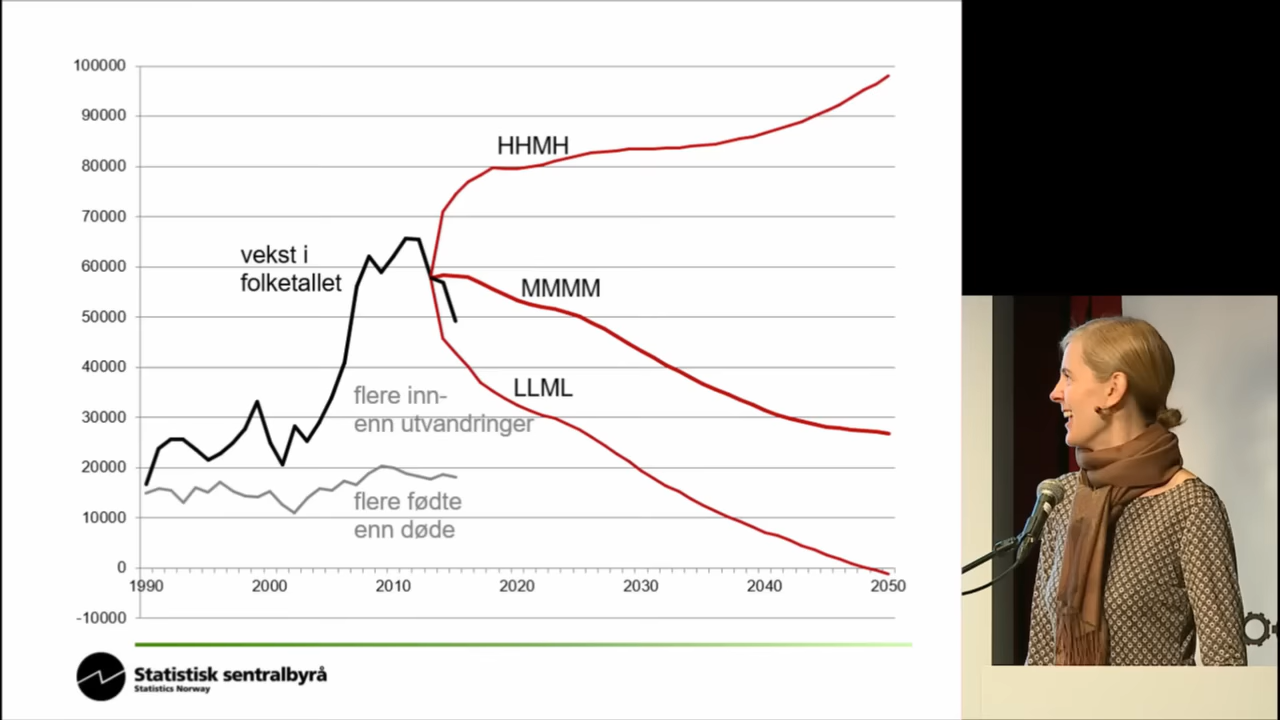 100000
90000
80000
70000
60000
50000
40000
30000
20000
10000
0
-10000
HHMH
vekst i
folketallet
MMMM
LLML
flere inn-
enn utvandringer
flere fødte
enn døde
1990
2000
2010
2020
2030
2040
2050
Statistisk sentralbyrå
Statistics Norway